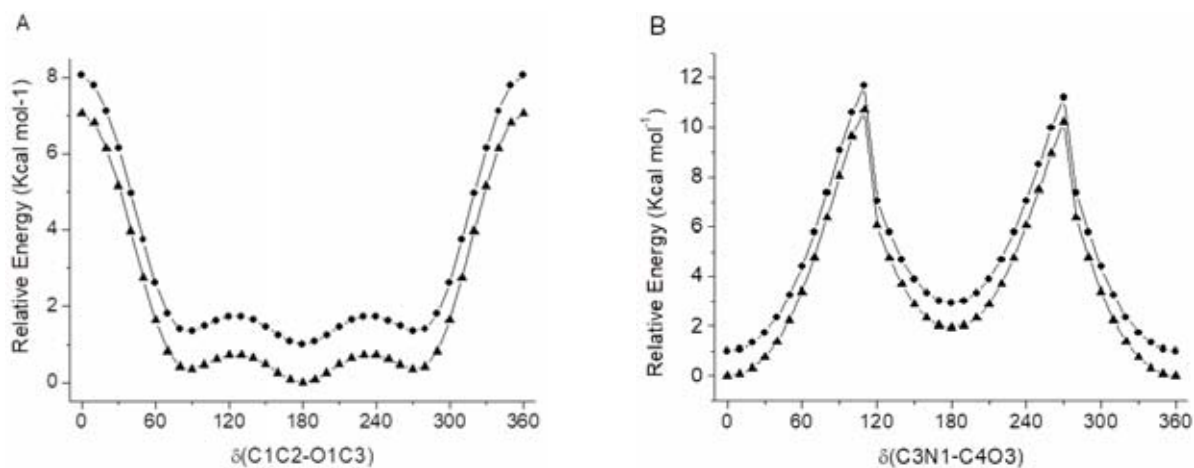 A
Relative Energy (Kcal mol-1)
8
6
4
2
0
0 60 120 180 240 300 360
δ(C1C2-O1C3)
B
Relative Energy (Kcal mol⁻¹)
12
10
8
6
4
2
0
0 60 120 180 240 300 360
δ(C3N1-C4O3)